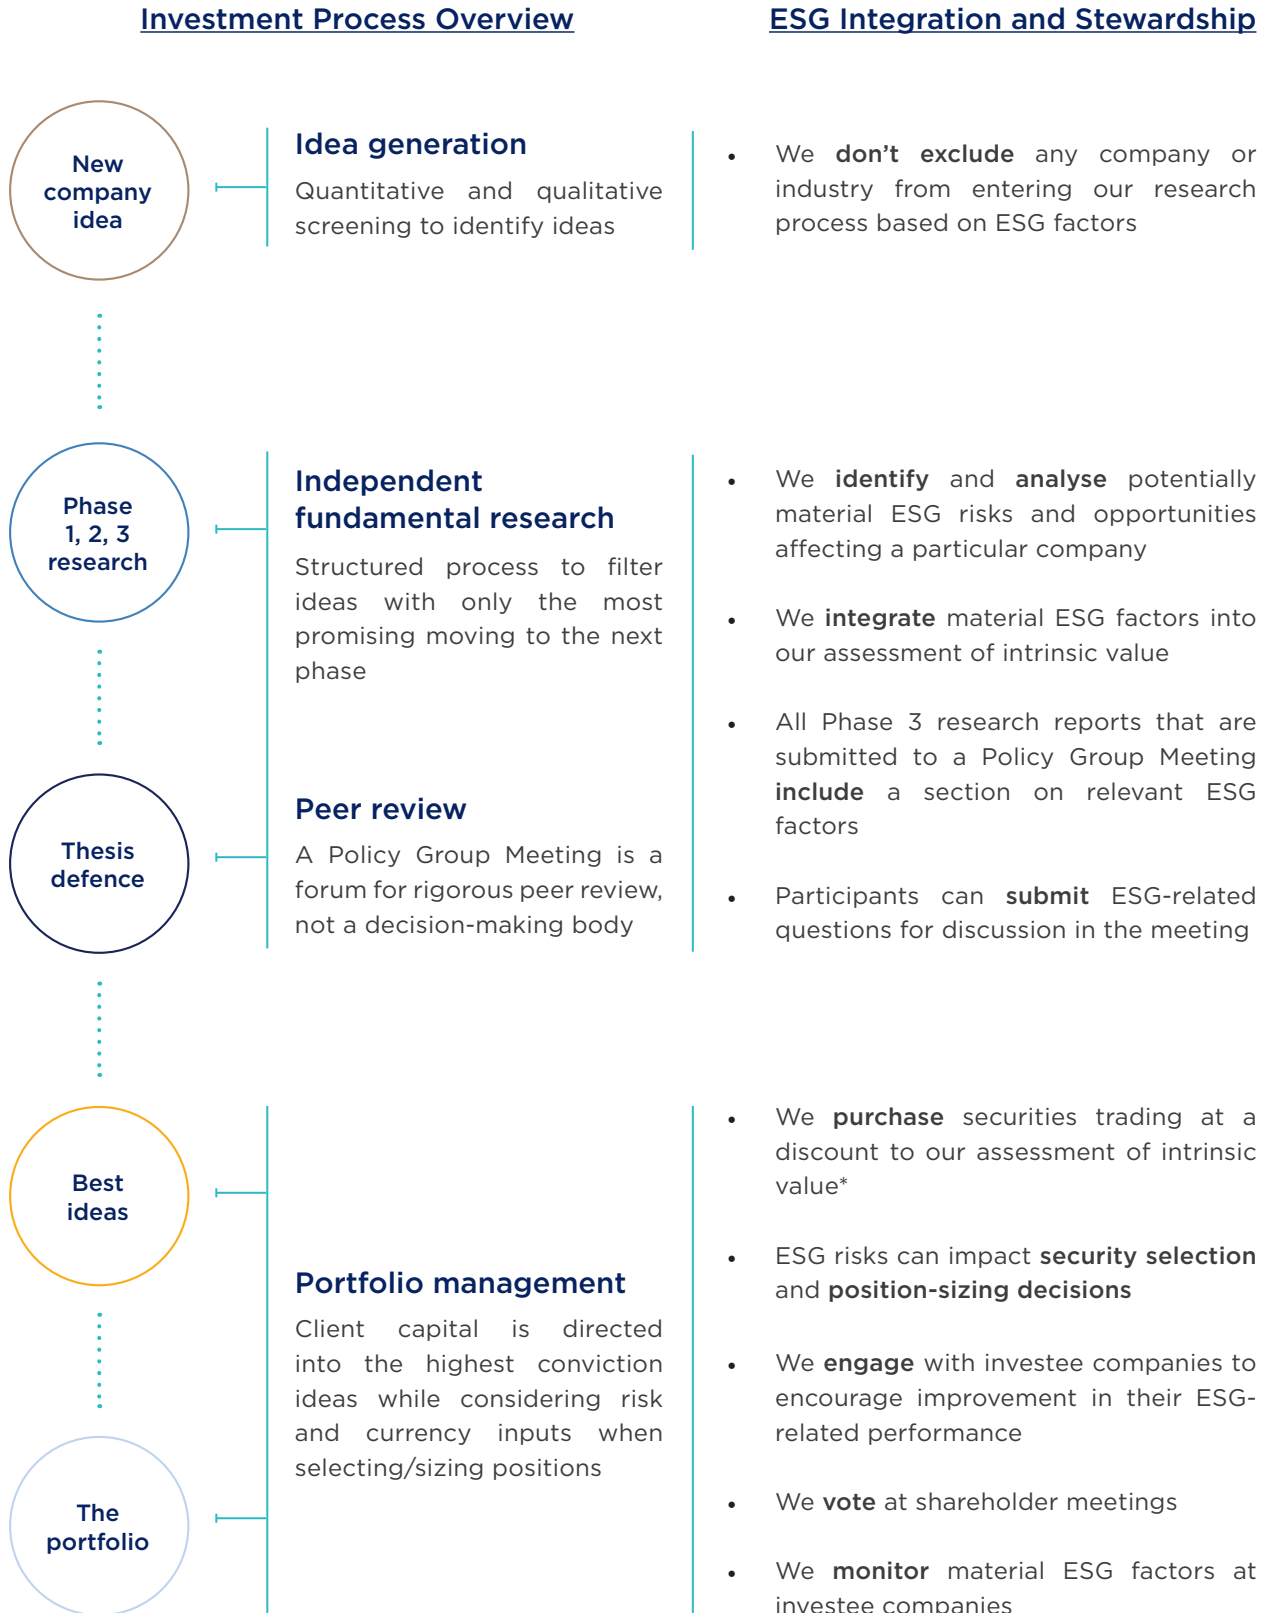 Investment Process Overview
ESG Integration and Stewardship
New
company
idea
Idea generation
Quantitative and qualitative
screening to identify ideas
• We don’t exclude any company or
industry from entering our research
process based on ESG factors
Phase
1, 2, 3
research
Independent
fundamental research
Structured process to filter
ideas with only the most
promising moving to the next
phase
• We identify and analyse potentially
material ESG risks and opportunities
affecting a particular company
• We integrate material ESG factors into
our assessment of intrinsic value
• All Phase 3 research reports that are
submitted to a Policy Group Meeting
include a section on relevant ESG
factors
Thesis
defence
Peer review
A Policy Group Meeting is a
forum for rigorous peer review,
not a decision-making body
• Participants can submit ESG-related
questions for discussion in the meeting
Best
ideas
• We purchase securities trading at a
discount to our assessment of intrinsic
value*
Portfolio management
Client capital is directed
into the highest conviction
ideas while considering risk
and currency inputs when
selecting/sizing positions
• ESG risks can impact security selection
and position-sizing decisions
• We engage with investee companies to
encourage improvement in their ESG-
related performance
The
portfolio
• We vote at shareholder meetings
• We monitor material ESG factors at
investee companies